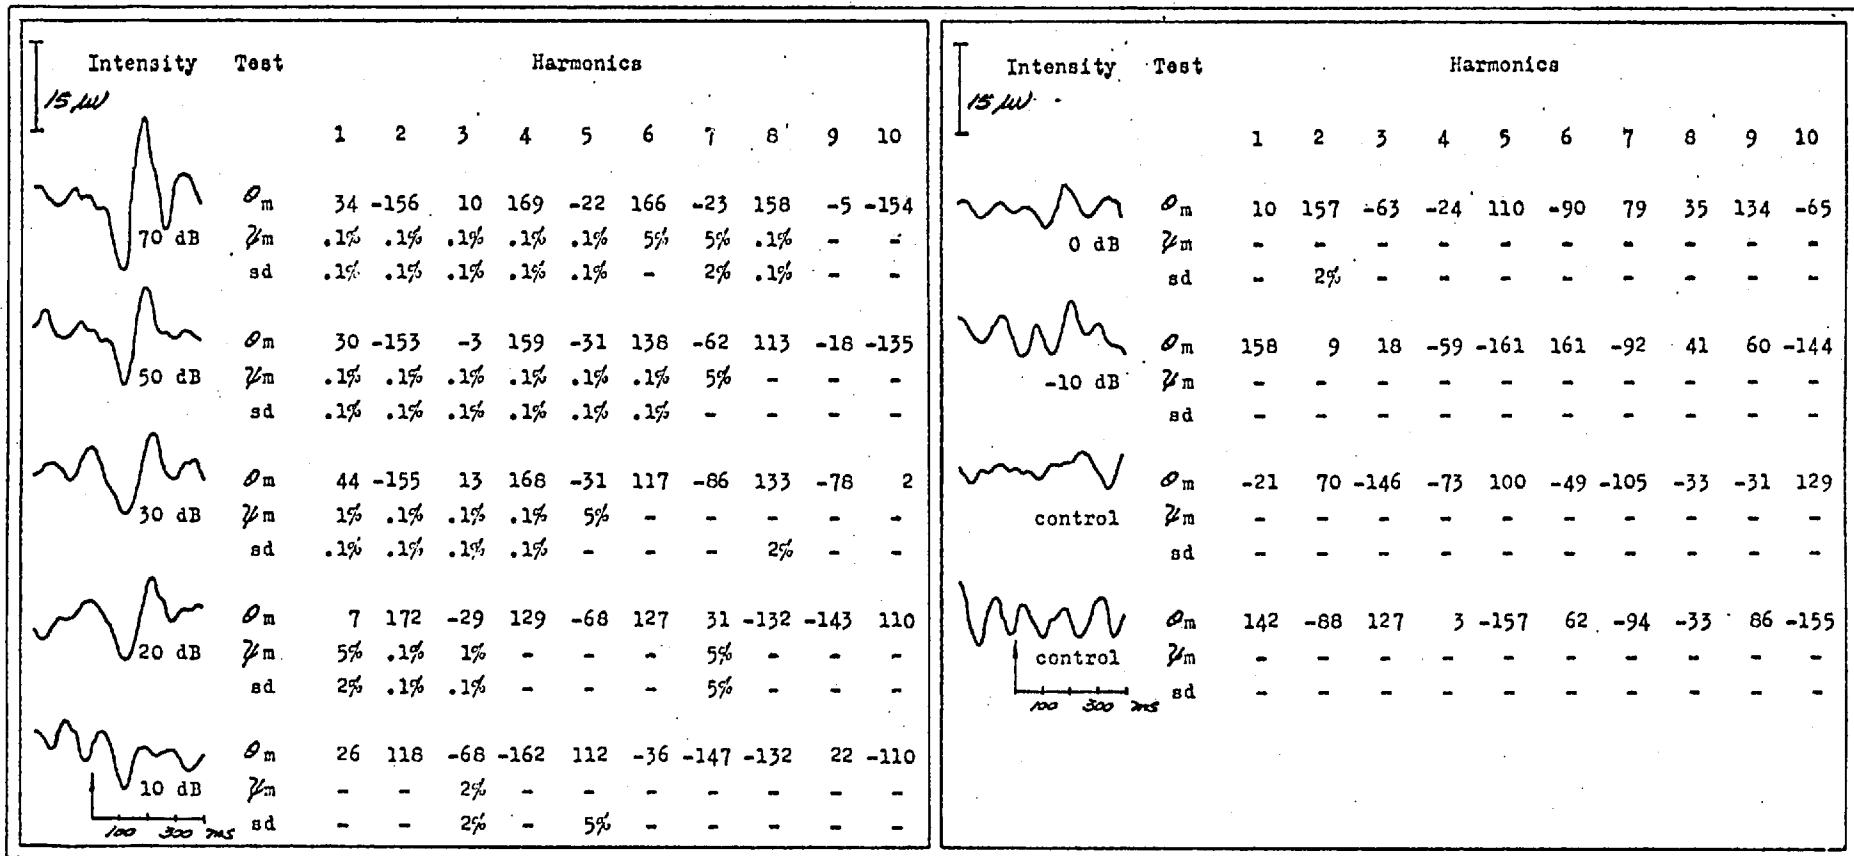 Intensity Test Harmonics
15 μV
1 2 3 4 5 6 7 8 9 10
θm 34 -156 10 169 -22 166 -23 158 -5 -154
70 dB ψm .1% .1% .1% .1% .1% 5% 5% .1% - -
sd .1% .1% .1% .1% .1% - 2% .1% - -
θm 30 -153 -3 159 -31 138 -62 113 -18 -135
50 dB ψm .1% .1% .1% .1% .1% .1% 5% - - -
sd .1% .1% .1% .1% .1% .1% - - - -
θm 44 -155 13 168 -31 117 -86 133 -78 2
30 dB ψm 1% .1% .1% .1% 5% - - - - -
sd .1% .1% .1% .1% - - - 2% - -
θm 7 172 -29 129 -68 127 31 -132 -143 110
20 dB ψm 5% .1% 1% - - - 5% - - -
sd 2% .1% .1% - - - 5% - - -
θm 26 118 -68 -162 112 -36 -147 -132 22 -110
10 dB ψm - - 2% - - - - - - -
100 300 ms sd - - 2% - 5% - - - - -
Intensity Test Harmonics
15 μV
1 2 3 4 5 6 7 8 9 10
θm 10 157 -63 -24 110 -90 79 35 134 -65
0 dB ψm - - - - - - - - - -
sd - 2% - - - - - - - -
θm 158 9 18 -59 -161 161 -92 41 60 -144
-10 dB ψm - - - - - - - - - -
sd - - - - - - - - - -
θm -21 70 -146 -73 100 -49 -105 -33 -31 129
control ψm - - - - - - - - - -
sd - - - - - - - - - -
θm 142 -88 127 3 -157 62 -94 -33 86 -155
control ψm - - - - - - - - - -
sd - - - - - - - - - -
100 300 ms